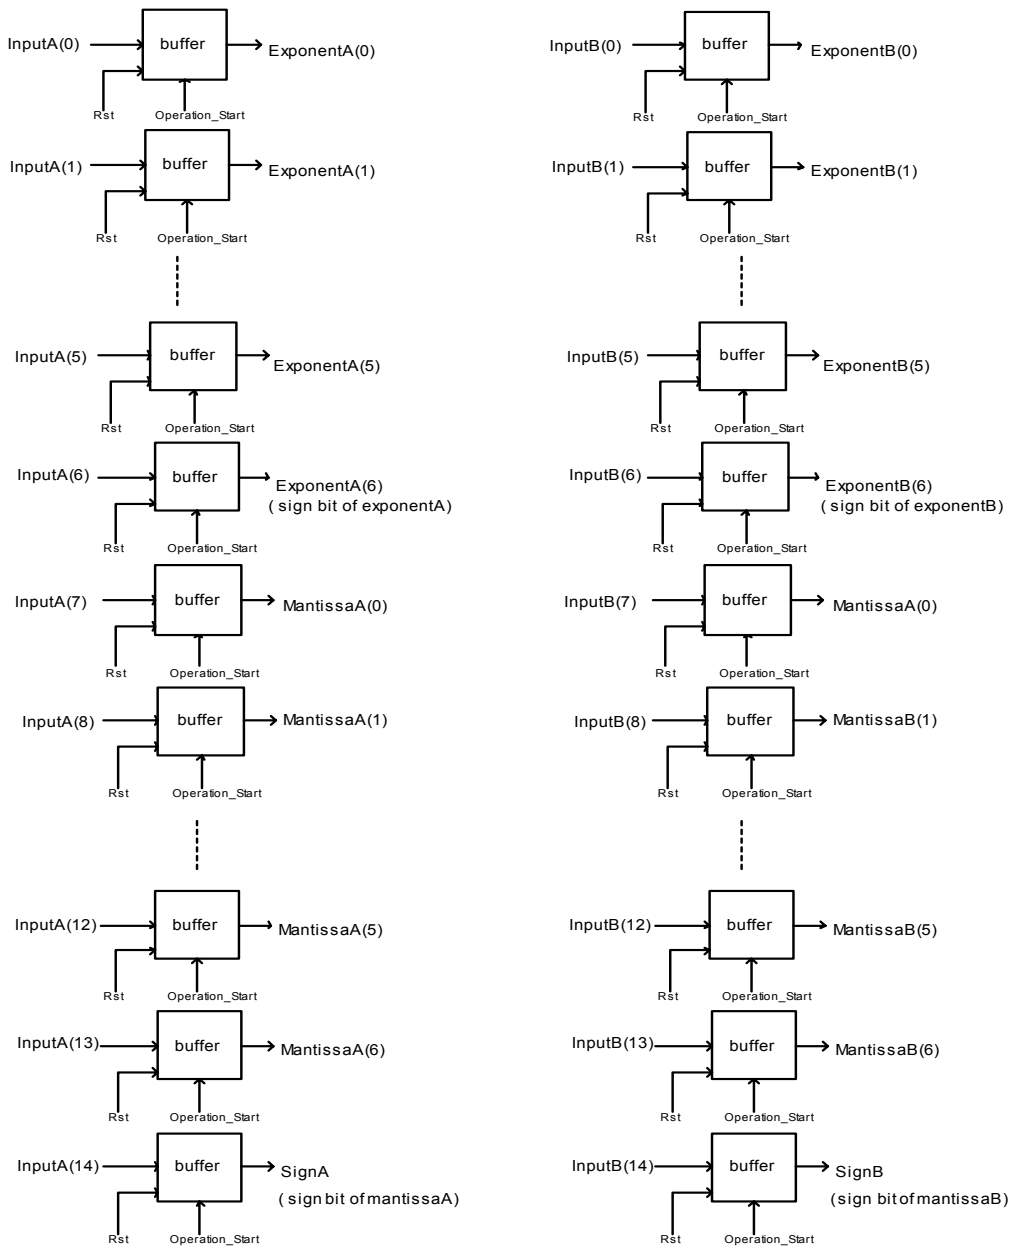 InputA(0) buffer ExponentA(0)
Rst Operation_Start
InputA(1) buffer ExponentA(1)
Rst Operation_Start
InputA(5) buffer ExponentA(5)
Rst Operation_Start
InputA(6) buffer ExponentA(6)
( sign bit of exponentA)
Rst Operation_Start
InputA(7) buffer MantissaA(0)
Rst Operation_Start
InputA(8) buffer MantissaA(1)
Rst Operation_Start
InputA(12) buffer MantissaA(5)
Rst Operation_Start
InputA(13) buffer MantissaA(6)
Rst Operation_Start
InputA(14) buffer SignA
( sign bit of mantissaA)
Rst Operation_Start
InputB(0) buffer ExponentB(0)
Rst Operation_Start
InputB(1) buffer ExponentB(1)
Rst Operation_Start
InputB(5) buffer ExponentB(5)
Rst Operation_Start
InputB(6) buffer ExponentB(6)
( sign bit of exponentB)
Rst Operation_Start
InputB(7) buffer MantissaA(0)
Rst Operation_Start
InputB(8) buffer MantissaB(1)
Rst Operation_Start
InputB(12) buffer MantissaB(5)
Rst Operation_Start
InputB(13) buffer MantissaB(6)
Rst Operation_Start
InputB(14) buffer SignB
(sign bit of mantissaB)
Rst Operation_Start